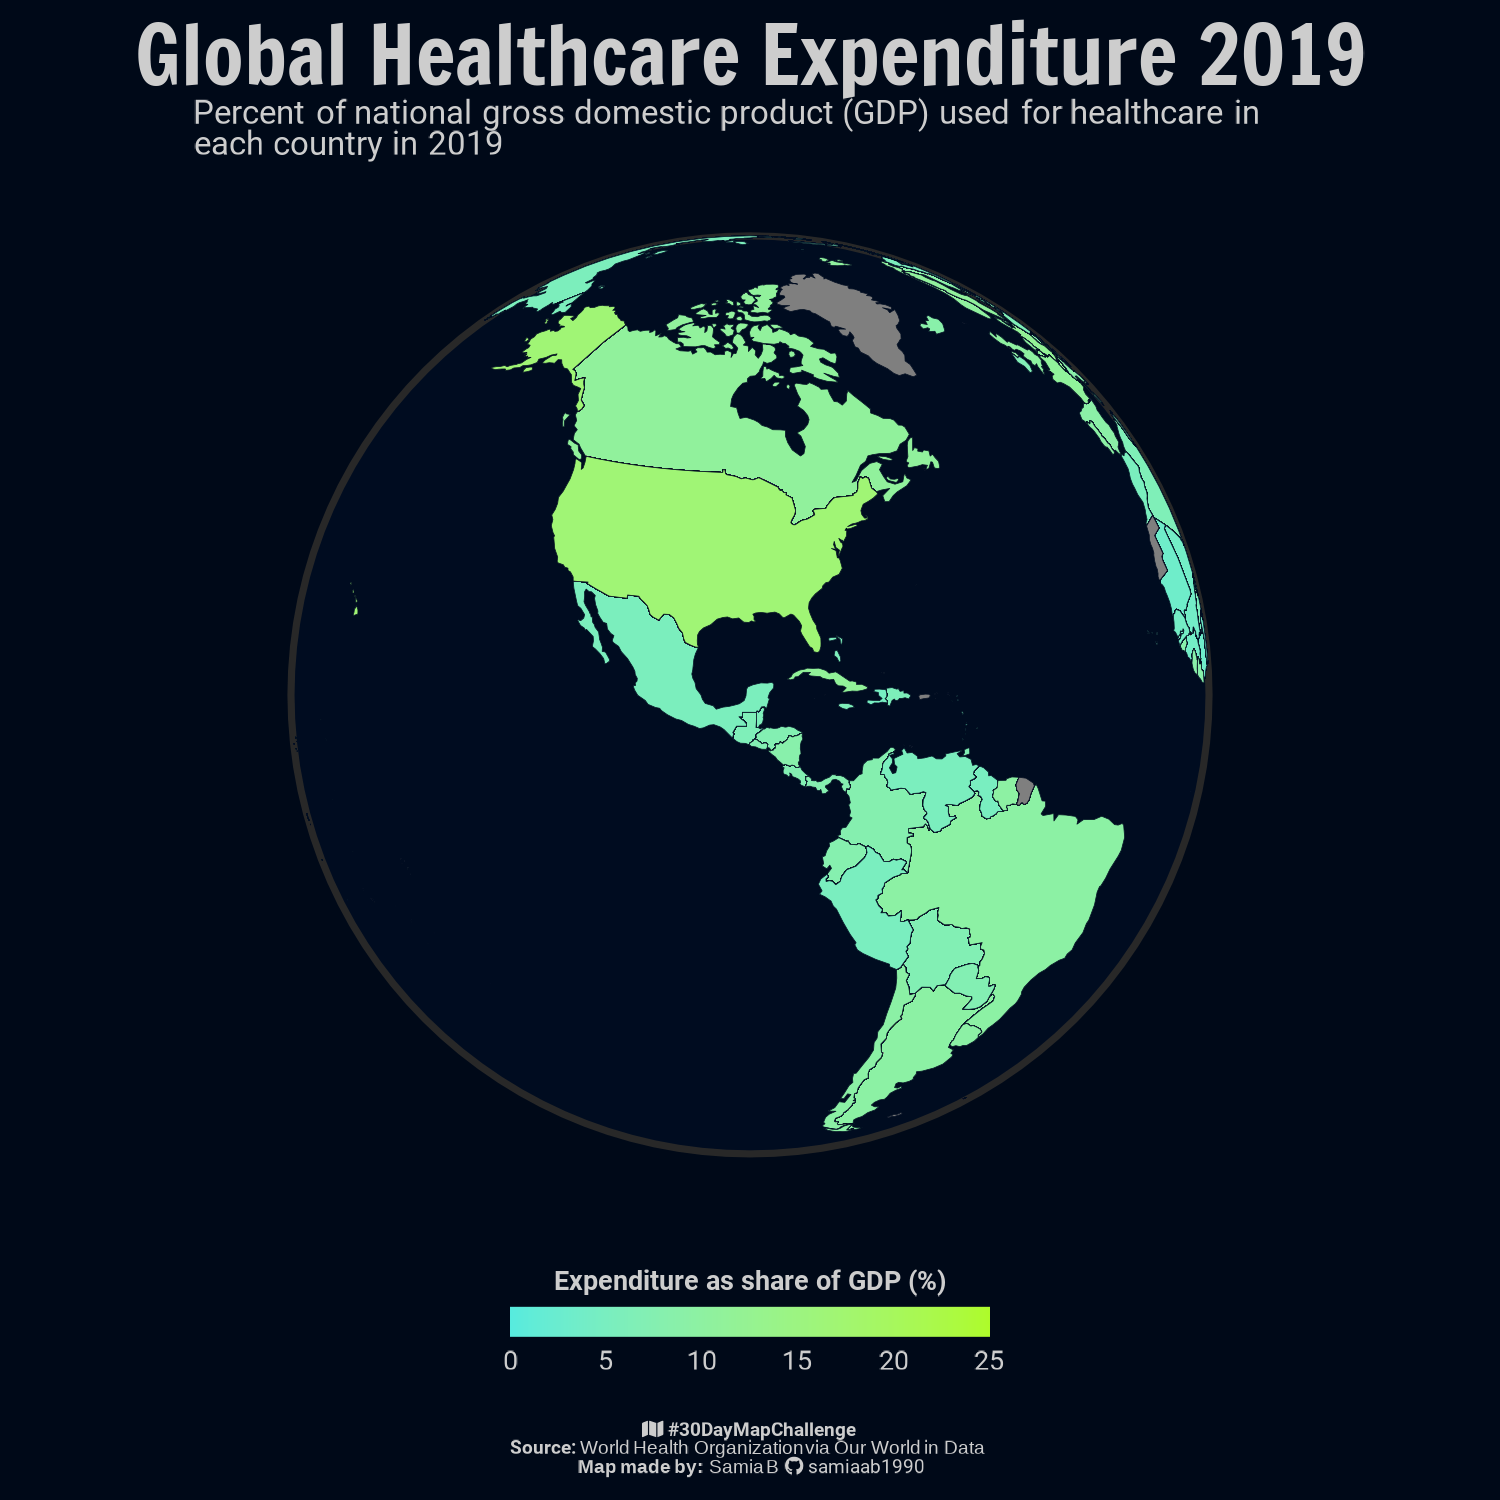 Global Healthcare Expenditure 2019
Percent of national gross domestic product (GDP) used for healthcare in
each country in 2019
Expenditure as share of GDP (%)
0 5 10 15 20 25
#30DayMapChallenge
Source: World Health Organization via Our World in Data
Map made by: Samia B samiaab1990